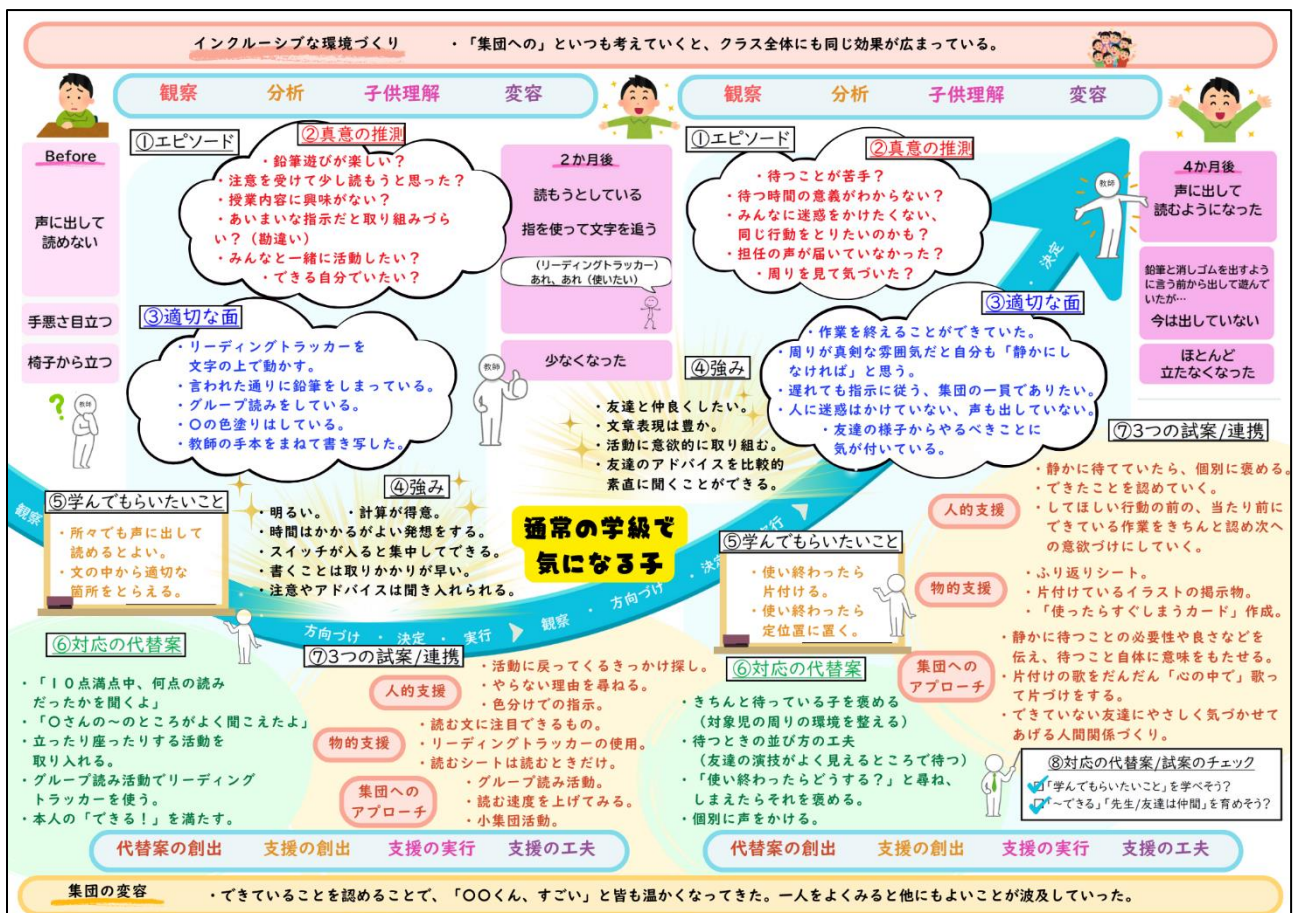 インクルーシブな環境づくり ・「集団への」といつも考えていくと、クラス全体にも同じ効果が広まっている。
観察 分析 子供理解 変容
Before
声に出して
読めない
手悪さ目立つ
椅子から立つ
?
教師
①エピソード
②真意の推測
・鉛筆遊びが楽しい?
・注意を受けて少し読もうと思った?
・授業内容に興味がない?
・あいまいな指示だと取り組みづら
い?(勘違い)
・みんなと一緒に活動したい?
・できる自分でいたい?
③適切な面
・リーディングトラッカーを
文字の上で動かす。
・言われた通りに鉛筆をしまっている。
・グループ読みをしている。
・〇の色塗りはしている。
・教師の手本をまねて書き写した。
2か月後
読もうとしている
指を使って文字を追う
(リーディングトラッカー)
あれ、あれ(使いたい)
少なくなった
教師
④強み
・明るい。 ・計算が得意。
・時間はかかるがよい発想をする。
・スイッチが入ると集中してできる。
・書くことは取りかかりが早い。
・注意やアドバイスは聞き入れられる。
⑤学んでもらいたいこと
・所々でも声に出して
読めるとよい。
・文の中から適切な
箇所をとらえる。
観察
方向づけ ・ 決定 ・ 実行
観察 ・ 方向づけ ・ 決定 ・ 実行
⑥対応の代替案
・「10点満点中、何点の読み
だったかを聞くよ」
・「〇さんの~のところがよく聞こえたよ」
・立ったり座ったりする活動を
取り入れる。
・グループ読み活動でリーディング
トラッカーを使う。
・本人の「できる!」を満たす。
⑦3つの試案/連携
人的支援
・活動に戻ってくるきっかけ探し。
・やらない理由を尋ねる。
・色分けでの指示。
物的支援
・読む文に注目できるもの。
・リーディングトラッカーの使用。
・読むシートは読むときだけ。
集団への
アプローチ
・グループ読み活動。
・読む速度を上げてみる。
・小集団活動。
代替案の創出 支援の創出 支援の実行 支援の工夫
通常の学級で
気になる子
観察 分析 子供理解 変容
①エピソード
②真意の推測
・待つことが苦手?
・待つ時間の意義がわからない?
・みんなに迷惑をかけたくない、
同じ行動をとりたいのかも?
・担任の声が届いていなかった?
・周りを見て気づいた?
教師
・決定
③適切な面
・作業を終えることができていた。
・周りが真剣な雰囲気だと自分も「静かにし
なければ」と思う。
・遅れても指示に従う、集団の一員でありたい。
・人に迷惑はかけていない、声も出していない。
・友達の様子からやるべきことに
気が付いている。
4か月後
声に出して
読むようになった
鉛筆と消しゴムを出すよう
に言う前から出して遊んで
いたが…
今は出していない
ほとんど
立たなくなった
④強み
・友達と仲良くしたい。
・文章表現は豊か。
・活動に意欲的に取り組む。
・友達のアドバイスを比較的
素直に聞くことができる。
⑤学んでもらいたいこと
・使い終わったら
片付ける。
・使い終わったら
定位置に置く。
⑥対応の代替案
・きちんと待っている子を褒める
(対象児の周りの環境を整える)
・待つときの並び方の工夫
(友達の演技がよく見えるところで待つ)
・「使い終わったらどうする?」と尋ね、
しまえたらそれを褒める。
・個別に声をかける。
⑦3つの試案/連携
人的支援
・静かに待てていたら、個別に褒める。
・できたことを認めていく。
・してほしい行動の前の、当たり前に
できている作業をきちんと認め次へ
の意欲づけにしていく。
物的支援
・ふり返りシート。
・片付けているイラストの掲示物。
・「使ったらすぐしまうカード」作成。
集団への
アプローチ
・静かに待つことの必要性や良さなどを
伝え、待つこと自体に意味をもたせる。
・片付けの歌をだんだん「心の中で」歌っ
て片づけをする。
・できていない友達にやさしく気づかせて
あげる人間関係づくり。
⑧対応の代替案/試案のチェック
「学んでもらいたいこと」を学べそう?
「~できる」「先生/友達は仲間」を育めそう?
代替案の創出 支援の創出 支援の実行 支援の工夫
集団の変容 ・できていることを認めることで、「〇〇くん、すごい」と皆も温かくなってきた。一人をよくみると他にもよいことが波及していった。